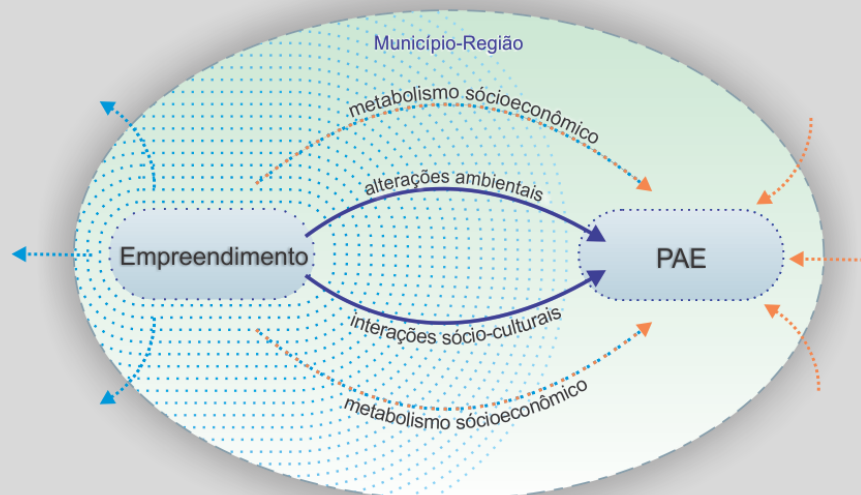 Município-Região
metabolismo sócioeconômico
alterações ambientais
Empreendimento
PAE
interações sócio-culturais
metabolismo sócioeconômico